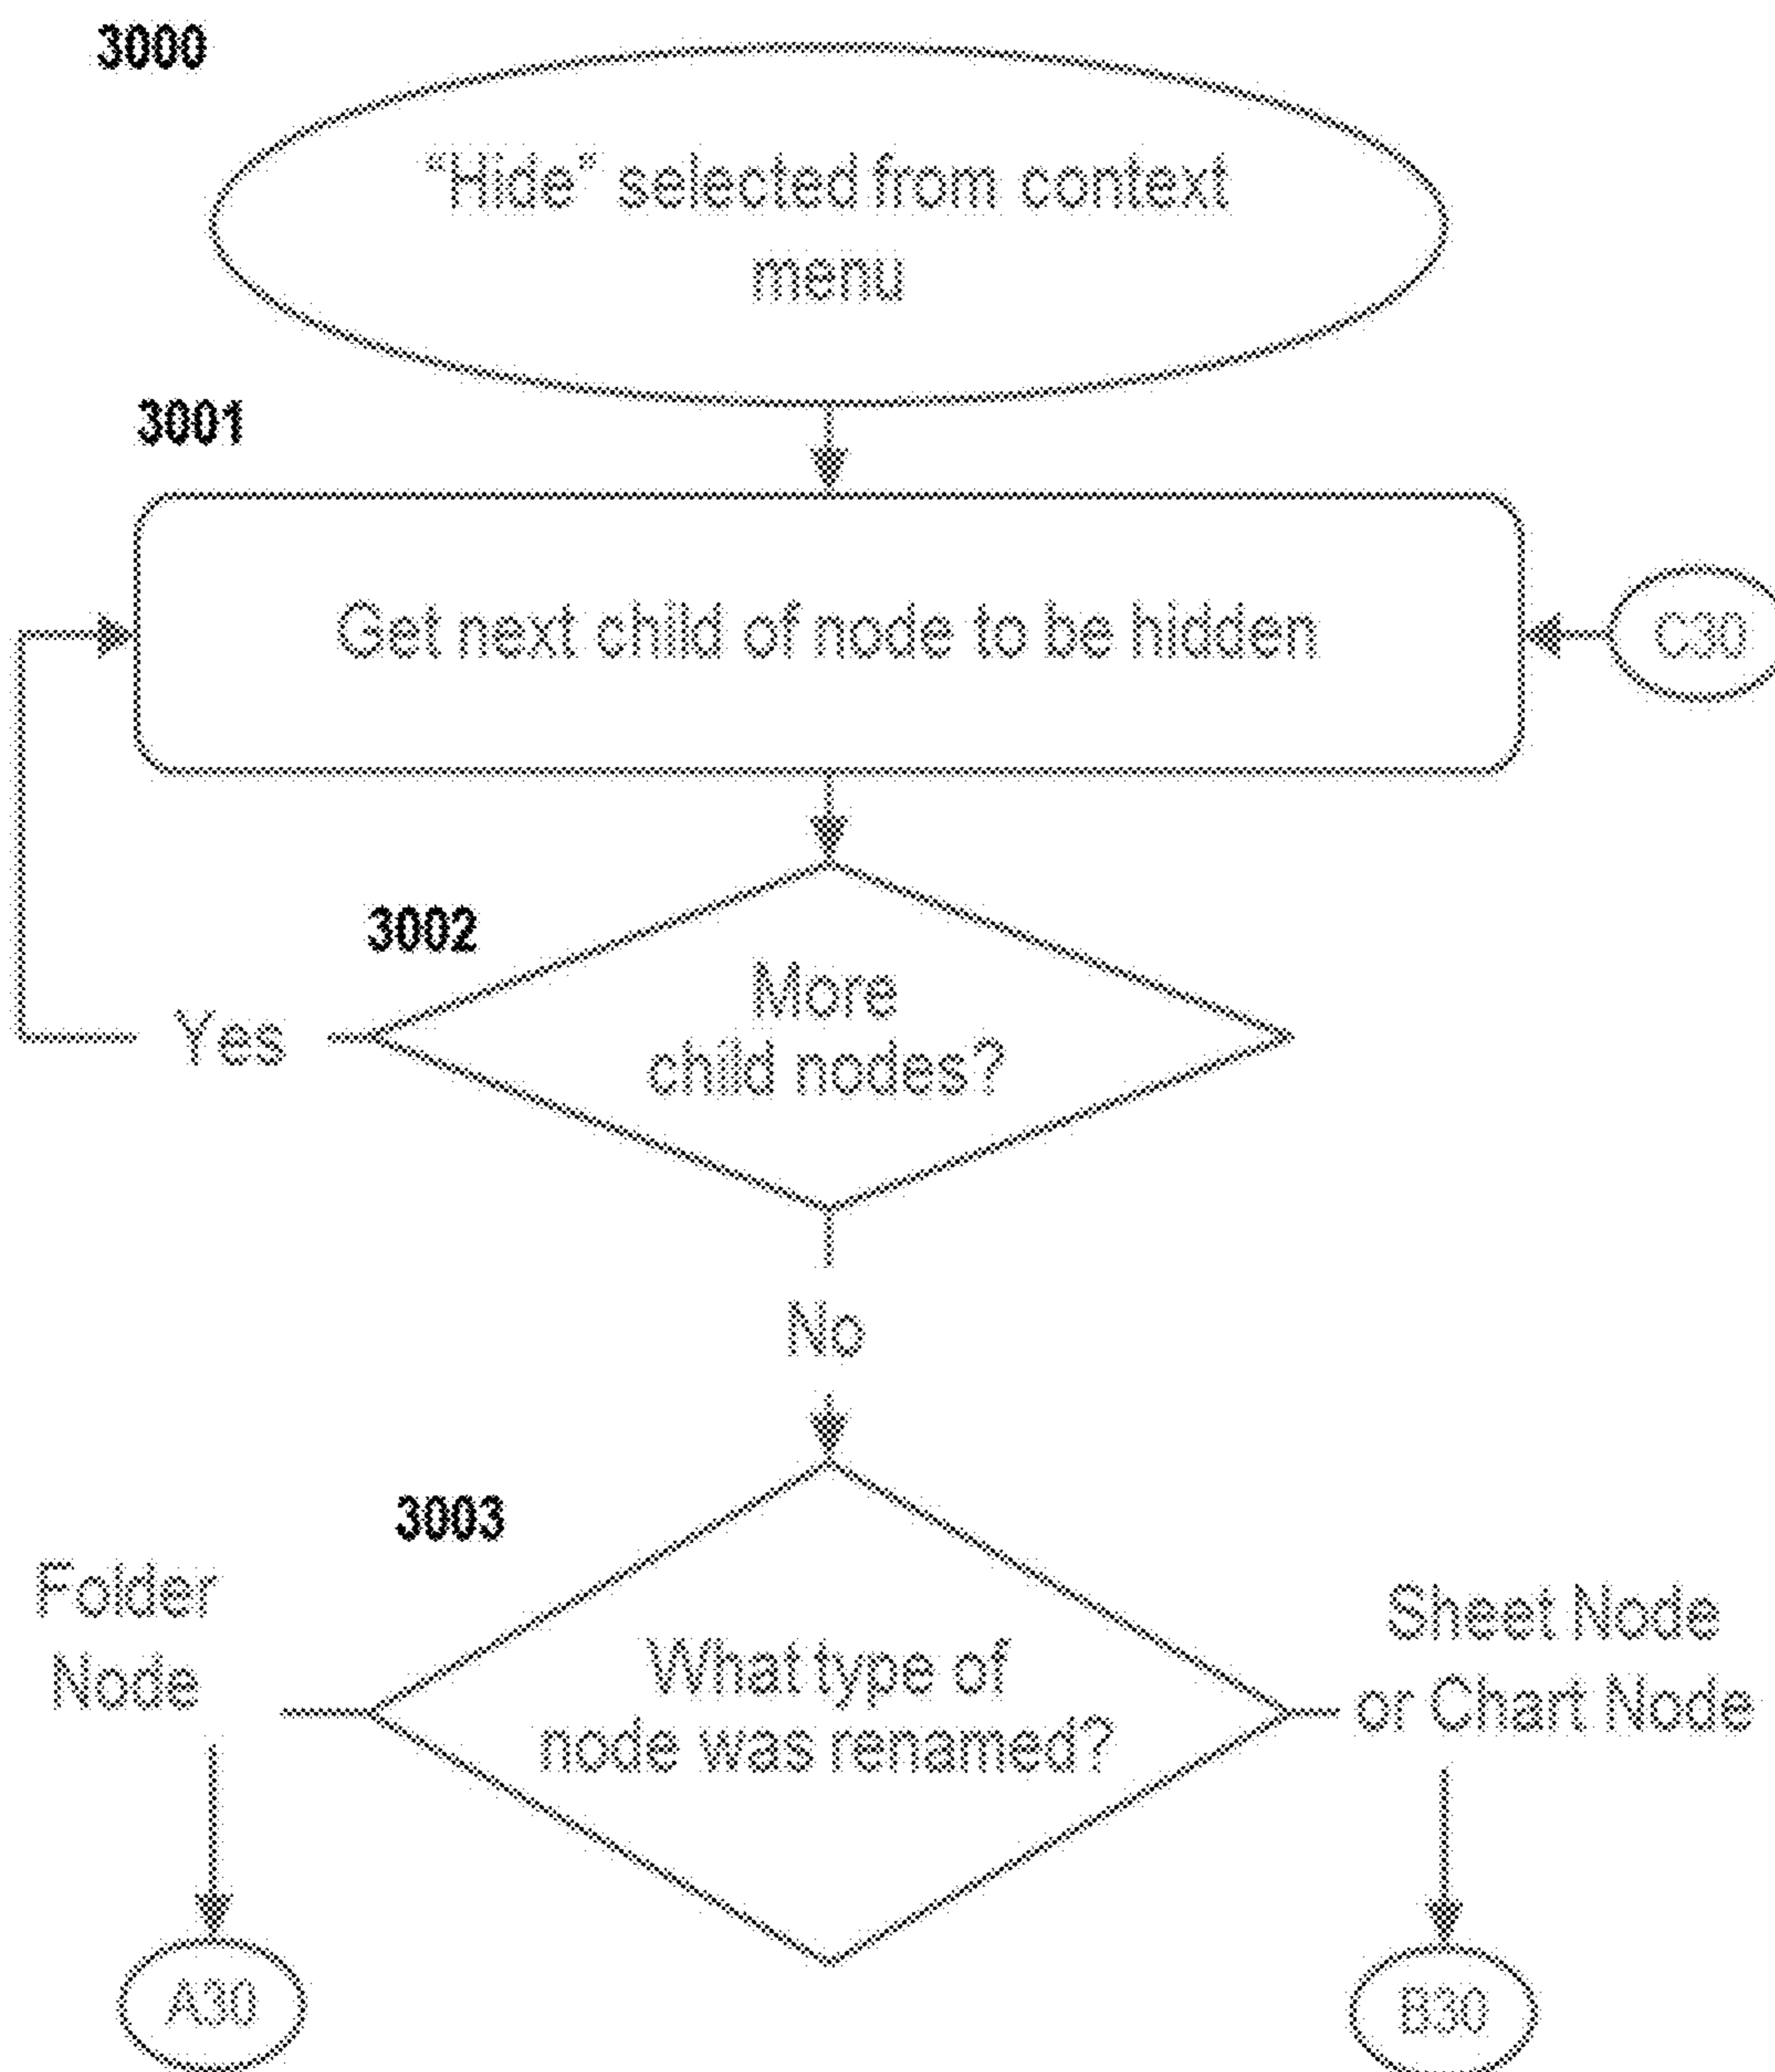 3000
“Hide” selected from context
menu
3001
Get next child of node to be hidden
C30
3002
More
child nodes?
Yes
No
3003
Folder
Node
What type of
node was renamed?
Sheet Node
or Chart Node
A30
B30